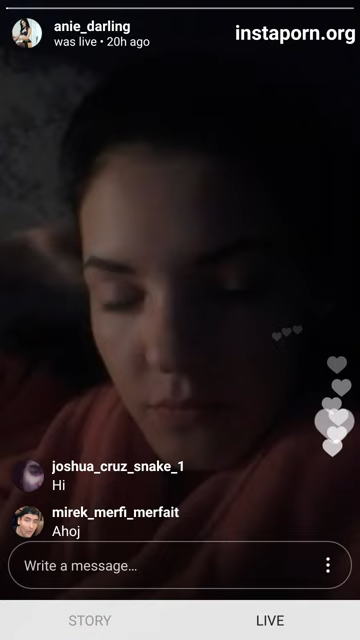 anie_darling
was live • 20h ago
instaporn.org
joshua_cruz_snake_1
Hi
mirek_merfi_merfait
Ahoj
Write a message…
STORY
LIVE